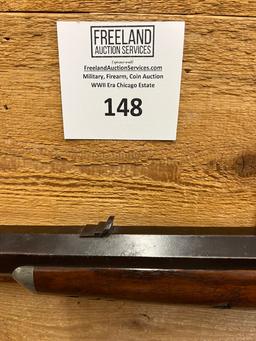 FREELAND
AUCTION SERVICES
FreelandAuctionServices.com
Military, Firearm, Coin Auction
WWII Era Chicago Estate
148